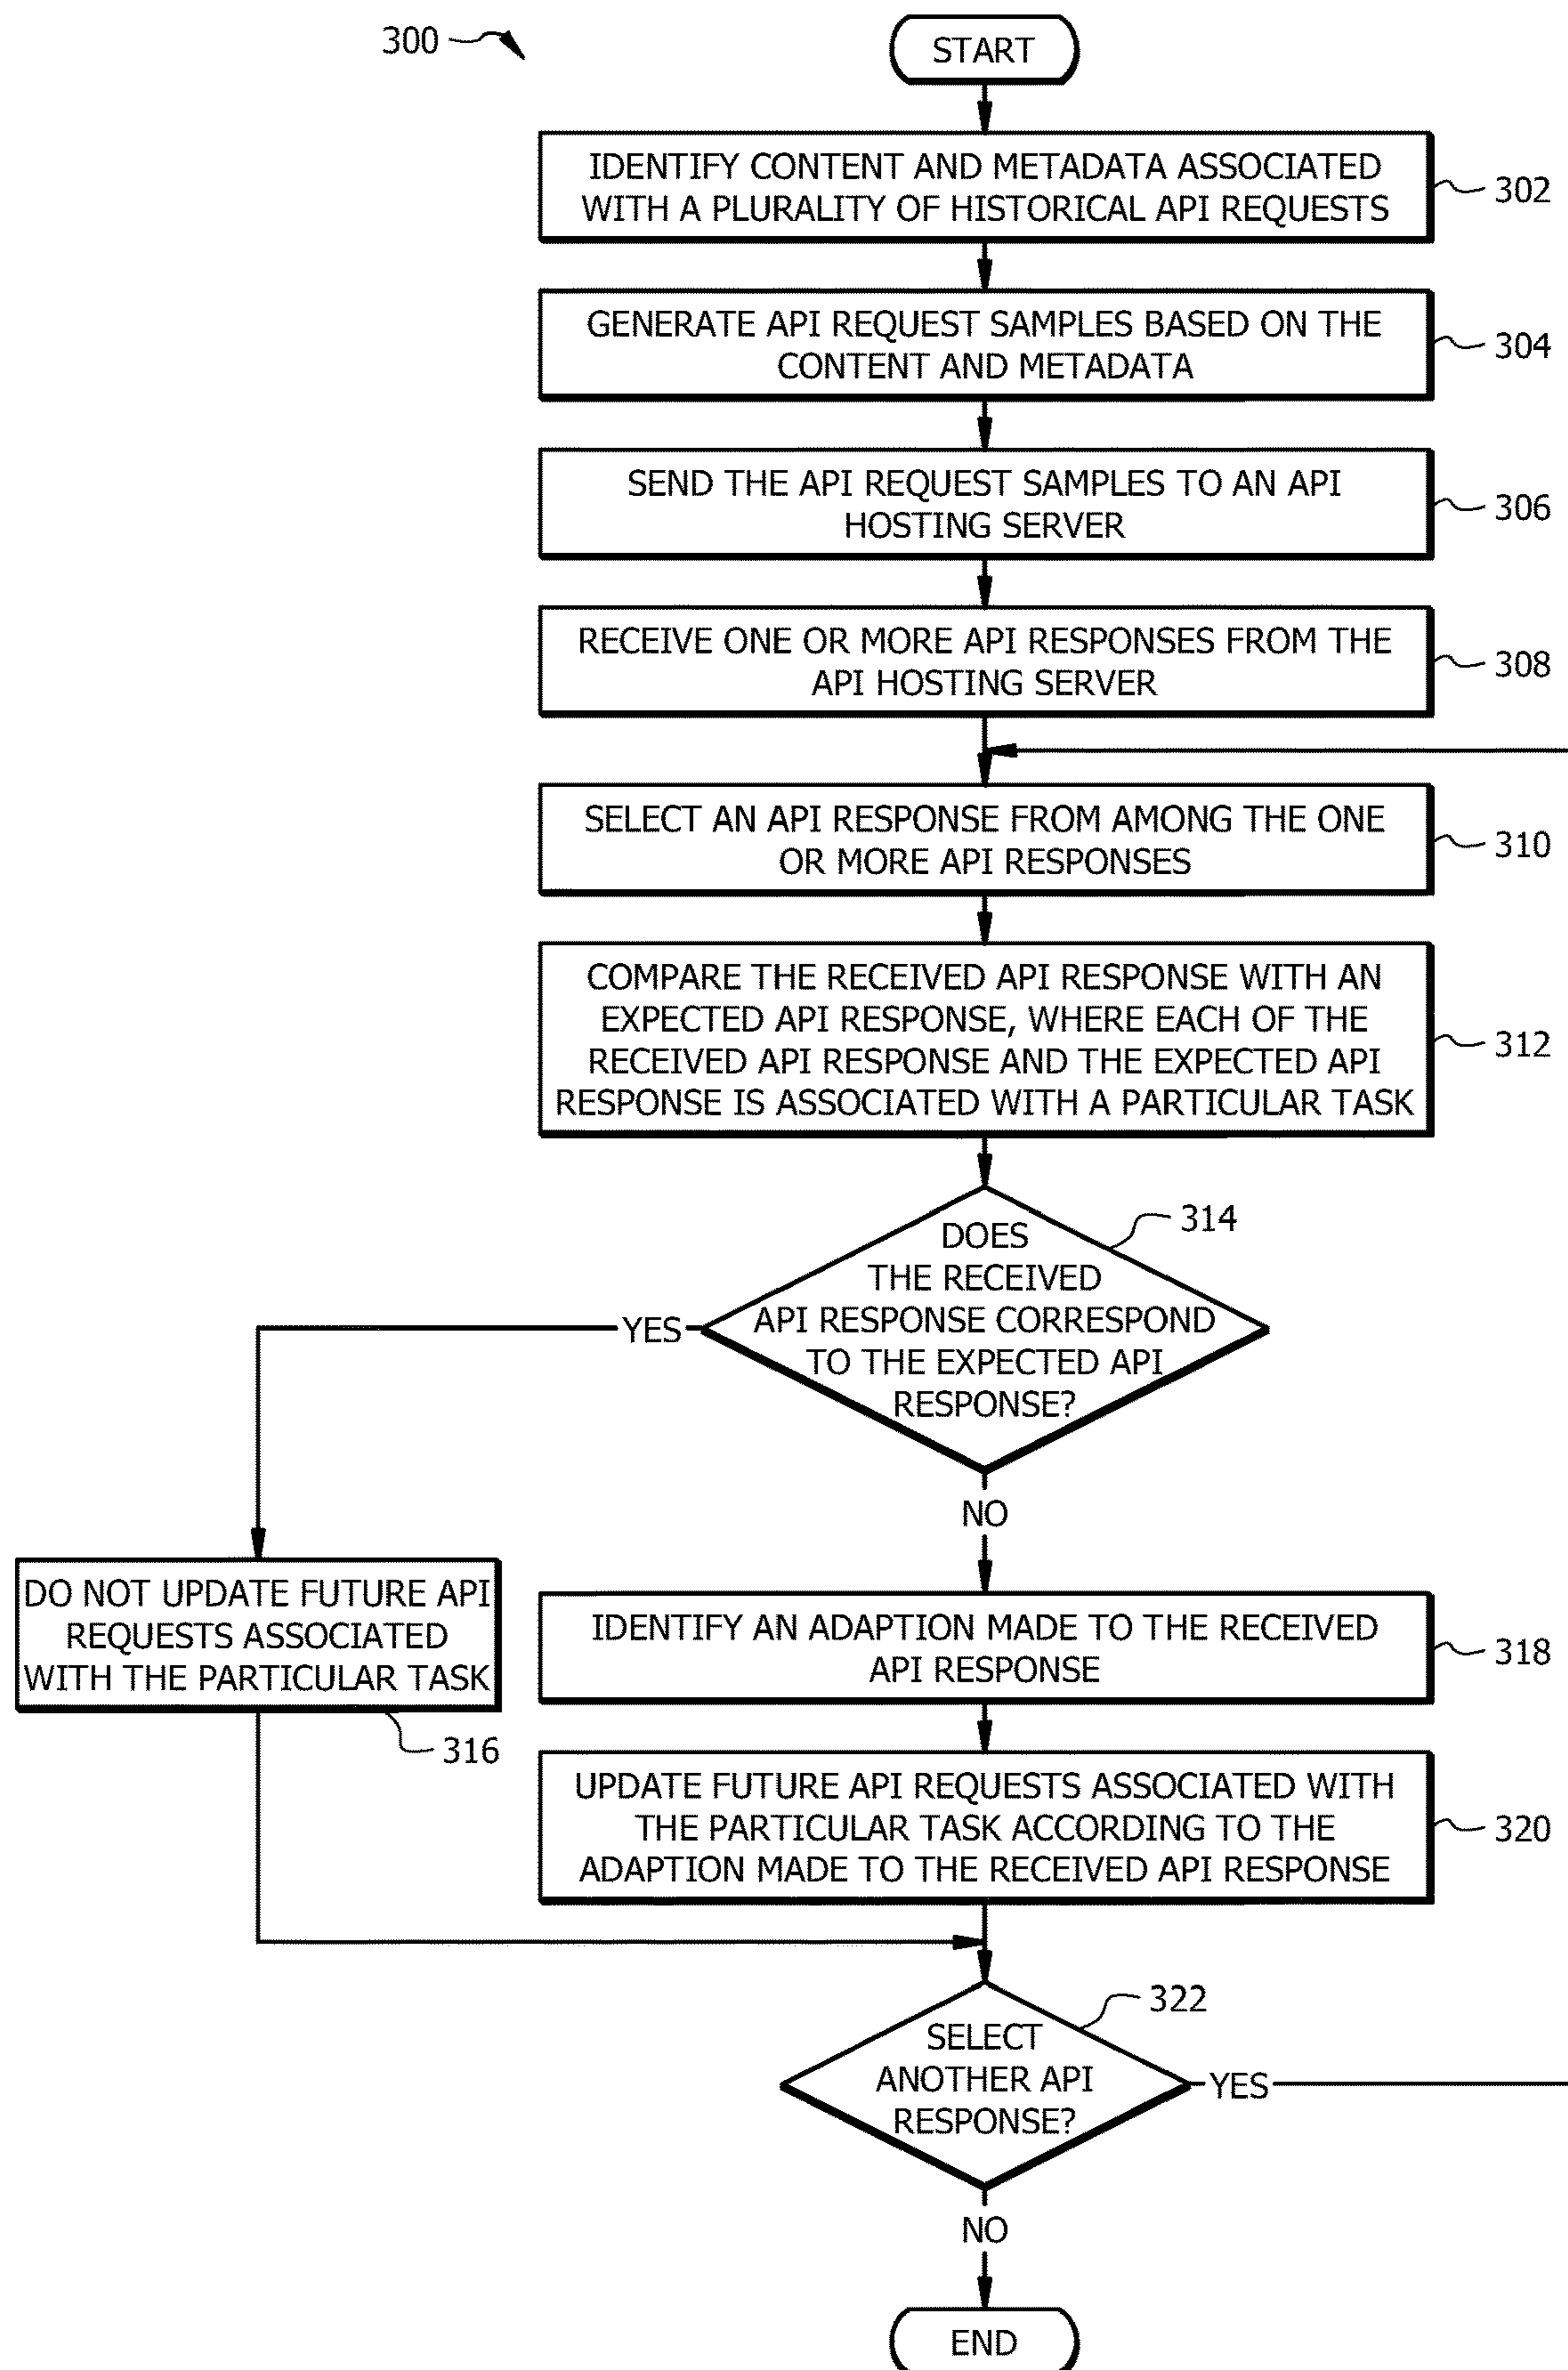 300
START
IDENTIFY CONTENT AND METADATA ASSOCIATED
WITH A PLURALITY OF HISTORICAL API REQUESTS
302
GENERATE API REQUEST SAMPLES BASED ON THE
CONTENT AND METADATA
304
SEND THE API REQUEST SAMPLES TO AN API
HOSTING SERVER
306
RECEIVE ONE OR MORE API RESPONSES FROM THE
API HOSTING SERVER
308
SELECT AN API RESPONSE FROM AMONG THE ONE
OR MORE API RESPONSES
310
COMPARE THE RECEIVED API RESPONSE WITH AN
EXPECTED API RESPONSE, WHERE EACH OF THE
RECEIVED API RESPONSE AND THE EXPECTED API
RESPONSE IS ASSOCIATED WITH A PARTICULAR TASK
312
314
DOES
THE RECEIVED
API RESPONSE CORRESPOND
TO THE EXPECTED API
RESPONSE?
YES
NO
DO NOT UPDATE FUTURE API
REQUESTS ASSOCIATED
WITH THE PARTICULAR TASK
316
IDENTIFY AN ADAPTION MADE TO THE RECEIVED
API RESPONSE
318
UPDATE FUTURE API REQUESTS ASSOCIATED WITH
THE PARTICULAR TASK ACCORDING TO THE
ADAPTION MADE TO THE RECEIVED API RESPONSE
320
322
SELECT
ANOTHER API
RESPONSE?
YES
NO
END